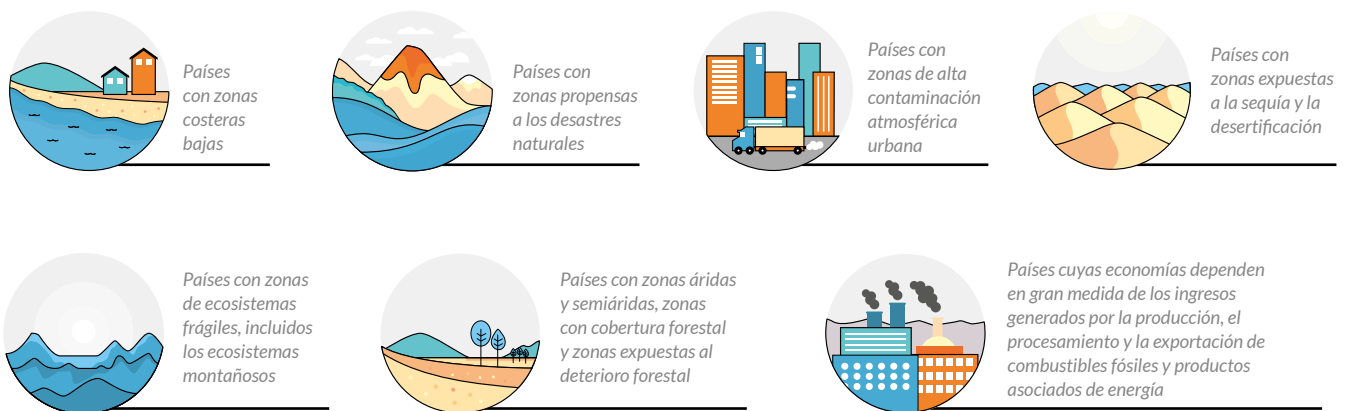 Países
con zonas
costeras
bajas
Países con
zonas propensas
a los desastres
naturales
Países con
zonas de alta
contaminación
atmosférica
urbana
Países con
zonas expuestas
a la sequía y la
desertificación
Países con zonas
de ecosistemas
frágiles, incluidos
los ecosistemas
montañosos
Países con zonas áridas
y semiáridas, zonas
con cobertura forestal
y zonas expuestas al
deterioro forestal
Países cuyas economías dependen
en gran medida de los ingresos
generados por la producción, el
procesamiento y la exportación de
combustibles fósiles y productos
asociados de energía